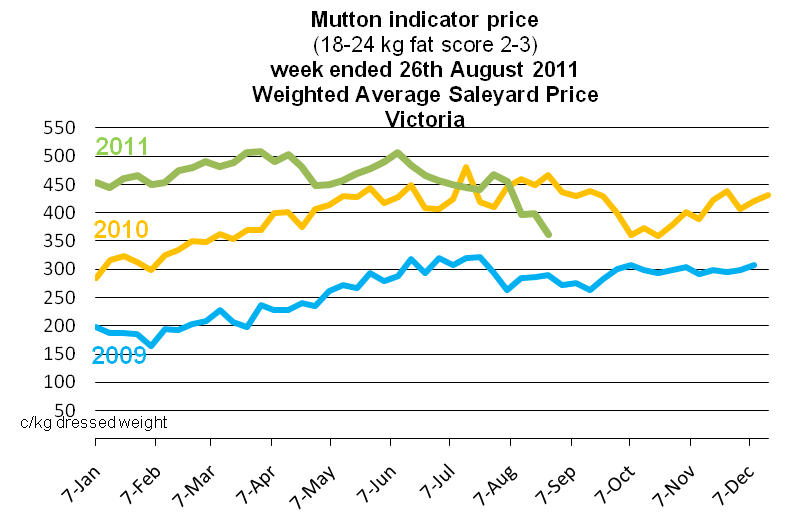 Mutton indicator price
(18-24 kg fat score 2-3)
week ended 26th August 2011
Weighted Average Saleyard Price
Victoria
550
500
450
400
350
300
250
200
150
100
50
2011
2010
2009
c/kg dressed weight
7-Jan
7-Feb
7-Mar
7-Apr
7-May
7-Jun
7-Jul
7-Aug
7-Sep
7-Oct
7-Nov
7-Dec